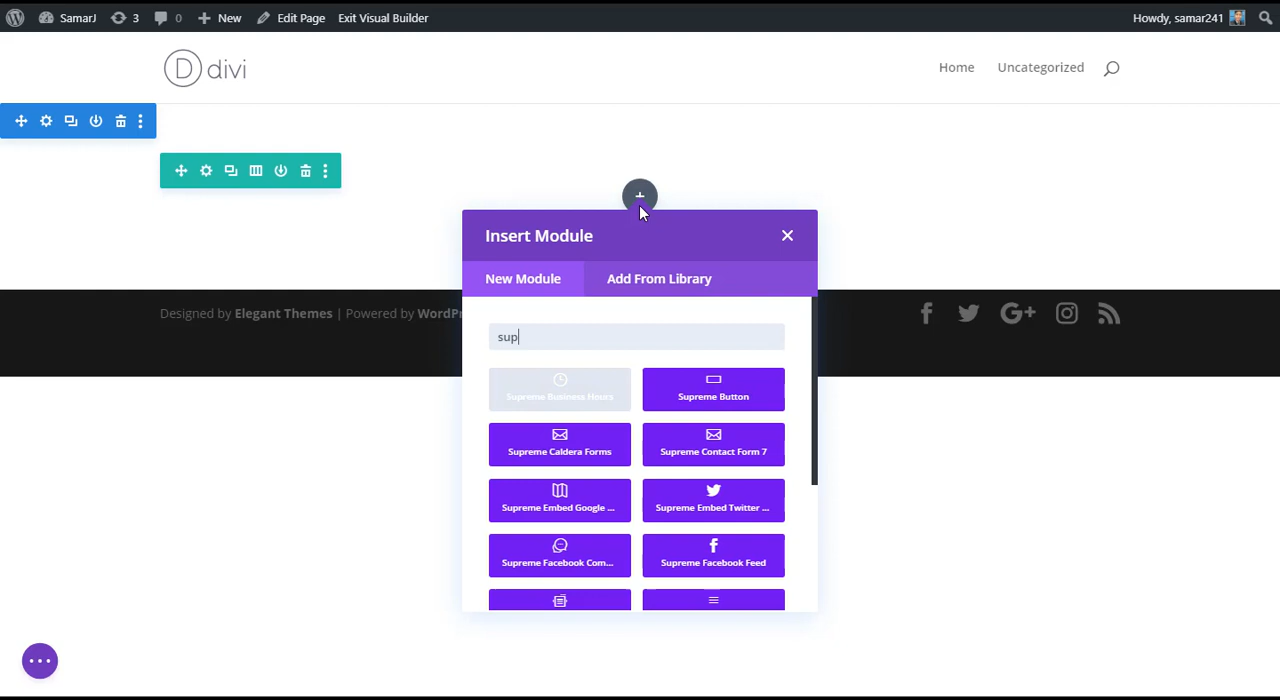 SamarJ 3 0 New Edit Page Exit Visual Builder Howdy, samar241
D divi Home Uncategorized
Insert Module
New Module Add From Library
sup
Supreme Business Hours Supreme Button
Supreme Caldera Forms Supreme Contact Form 7
Supreme Embed Google ... Supreme Embed Twitter ...
Supreme Facebook Com... Supreme Facebook Feed
Designed by Elegant Themes | Powered by WordPr